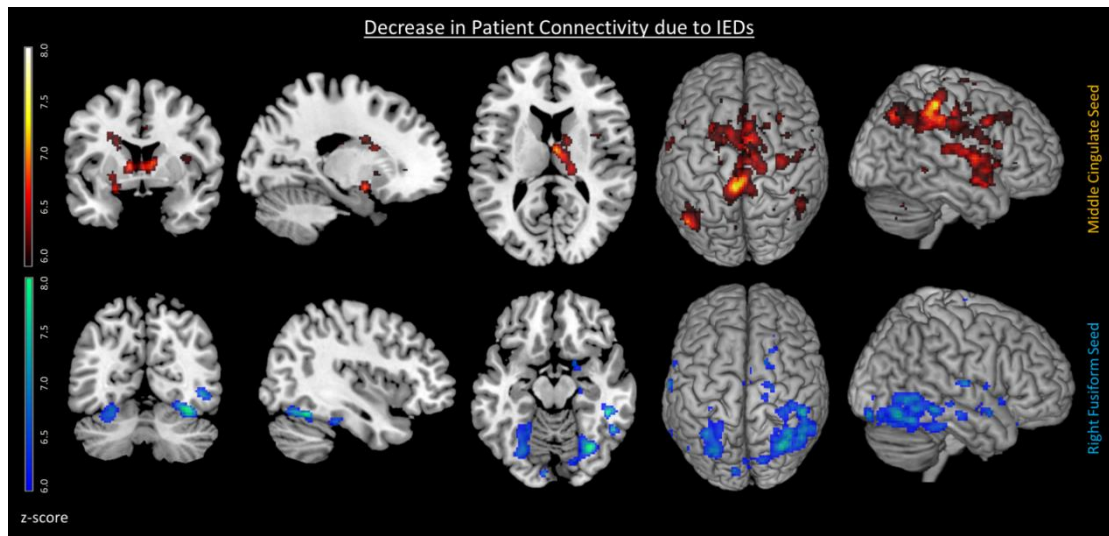 Decrease in Patient Connectivity due to IEDs
8.0
7.5
7.0
6.5
6.0
Middle Cingulate Seed
8.0
7.5
7.0
6.5
6.0
Right Fusiform Seed
z-score